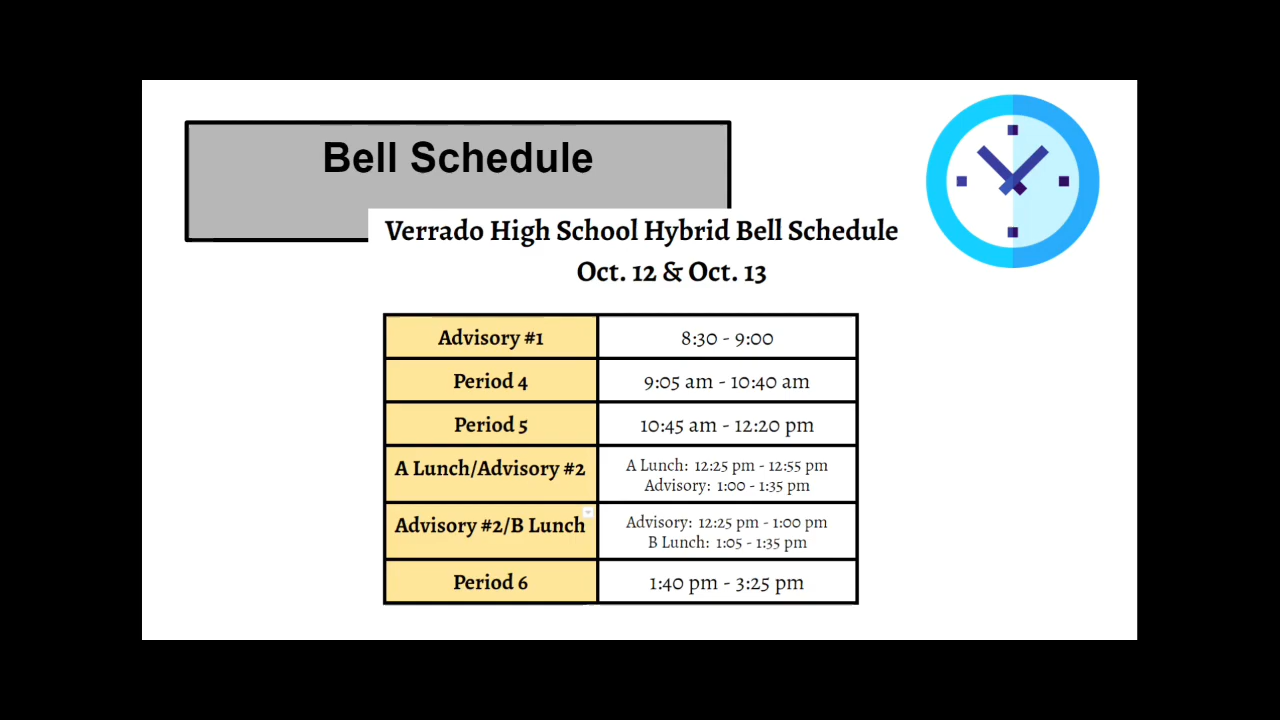 Bell Schedule
Verrado High School Hybrid Bell Schedule
Oct. 12 & Oct. 13
Advisory #1
8:30 - 9:00
Period 4
9:05 am - 10:40 am
Period 5
10:45 am - 12:20 pm
A Lunch/Advisory #2
A Lunch: 12:25 pm - 12:55 pm
Advisory: 1:00 - 1:35 pm
Advisory #2/B Lunch
Advisory: 12:25 pm - 1:00 pm
B Lunch: 1:05 - 1:35 pm
Period 6
1:40 pm - 3:25 pm